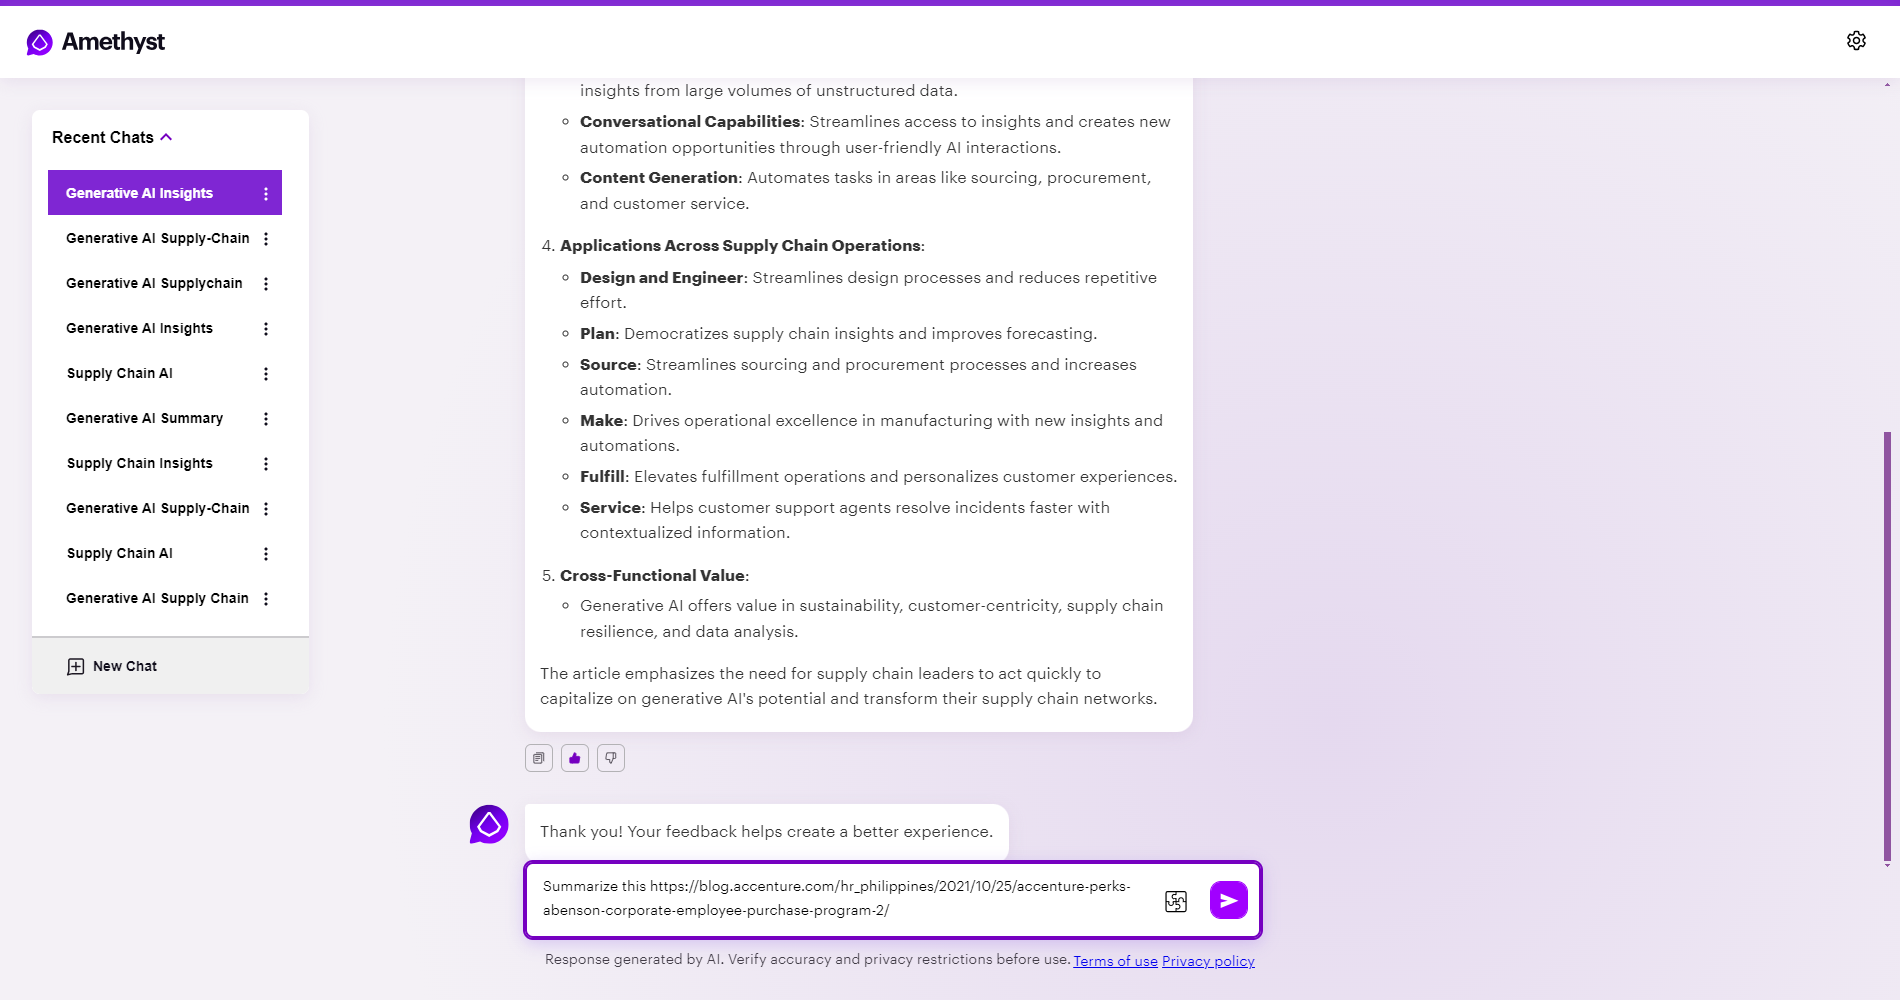 Amethyst
Recent Chats
Generative AI Insights
Generative AI Supply-Chain
Generative AI Supplychain
Generative AI Insights
Supply Chain AI
Generative AI Summary
Supply Chain Insights
Generative AI Supply-Chain
Supply Chain AI
Generative AI Supply Chain
New Chat
insights from large volumes of unstructured data.
Conversational Capabilities: Streamlines access to insights and creates new
automation opportunities through user-friendly AI interactions.
Content Generation: Automates tasks in areas like sourcing, procurement,
and customer service.
4. Applications Across Supply Chain Operations:
Design and Engineer: Streamlines design processes and reduces repetitive
effort.
Plan: Democratizes supply chain insights and improves forecasting.
Source: Streamlines sourcing and procurement processes and increases
automation.
Make: Drives operational excellence in manufacturing with new insights and
automations.
Fulfill: Elevates fulfillment operations and personalizes customer experiences.
Service: Helps customer support agents resolve incidents faster with
contextualized information.
5. Cross-Functional Value:
Generative AI offers value in sustainability, customer-centricity, supply chain
resilience, and data analysis.
The article emphasizes the need for supply chain leaders to act quickly to
capitalize on generative AI's potential and transform their supply chain networks.
Thank you! Your feedback helps create a better experience.
Summarize this https://blog.accenture.com/hr_philippines/2021/10/25/accenture-perks-
abenson-corporate-employee-purchase-program-2/
Response generated by AI. Verify accuracy and privacy restrictions before use. Terms of use Privacy policy